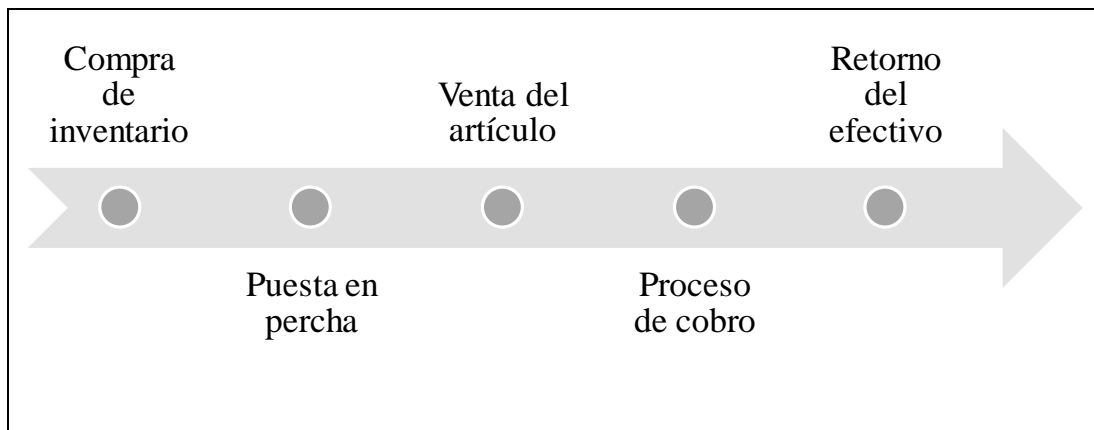 Compra
de
inventario
Puesta en
percha
Venta del
artículo
Proceso
de cobro
Retorno
del
efectivo